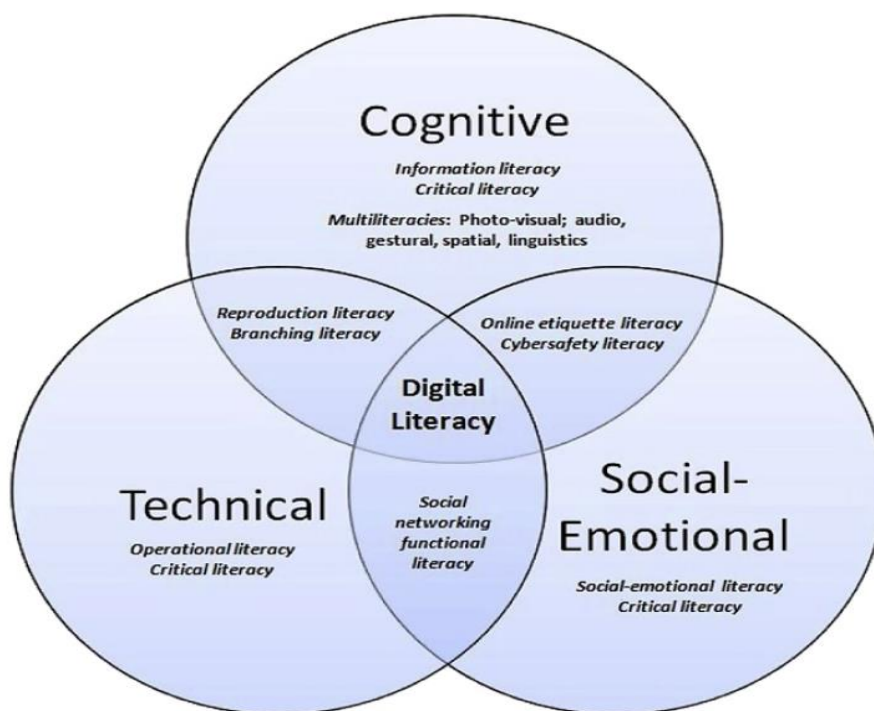 Cognitive
Information literacy
Critical literacy
Multiliteracies: Photo-visual; audio,
gestural, spatial, linguistics
Reproduction literacy
Branching literacy
Online etiquette literacy
Cybersafety literacy
Digital
Literacy
Technical
Operational literacy
Critical literacy
Social
networking
functional
literacy
Social-
Emotional
Social-emotional literacy
Critical literacy